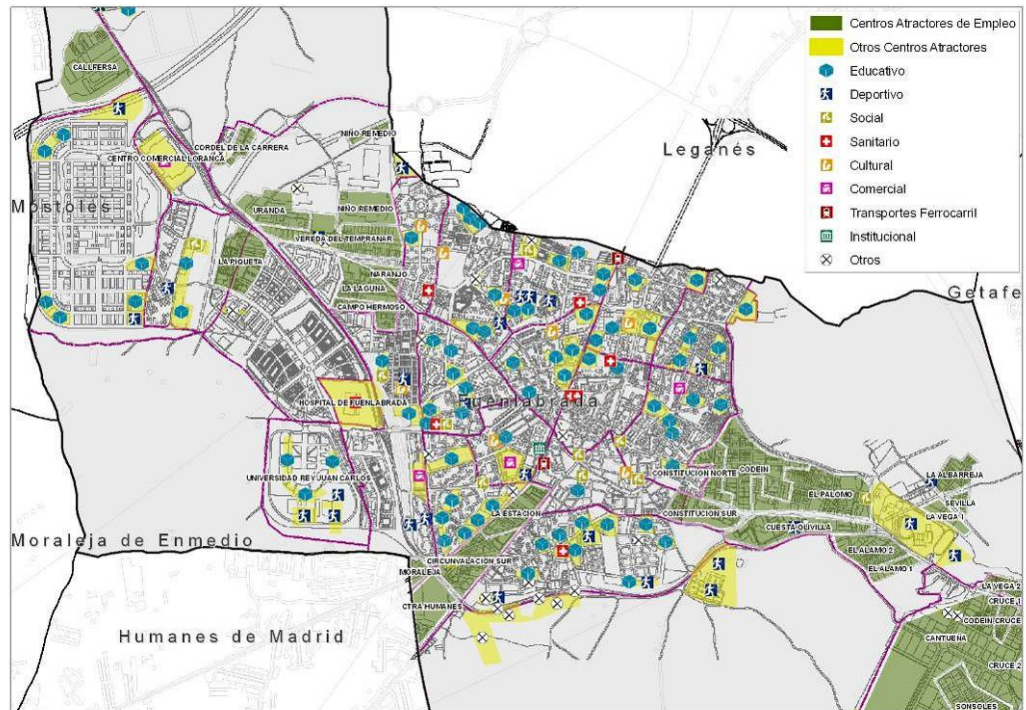 Centros Atractores de Empleo
Otros Centros Atractores
Educativo
Deportivo
Social
Sanitario
Cultural
Comercial
Transportes Ferrocarril
Institucional
Otros
CALLFERSA
NIÑO REMEDIO
CORDEL DE LA CARRERA
CENTRO COMERCIAL LORANCA
Leganés
Móstoles
URANDA
NIÑO REMEDIO
VEREDA DEL TEMPRANAR
LA PIQUETA
NARANJO
LA LAGUNA
CAMPO HERMOSO
Getafe
HOSPITAL DE FUENLABRADA
Fuenlabrada
UNIVERSIDAD REY JUAN CARLOS
CONSTITUCION NORTE
CODEIN
LA ALBARREJA
EL PALOMO
SEVILLA
LA VEGA 1
LA ESTACION
CONSTITUCION SUR
CUESTA OLIVILLA
Moraleja de Enmedio
EL ALAMO 2
EL ALAMO 1
CIRCUNVALACION SUR
MORALEJA
LA VEGA 2
CTRA HUMANES
CRUCE 1
CODEIN CRUCE
Humanes de Madrid
CANTUEÑA
CRUCE 2
SONSOLES